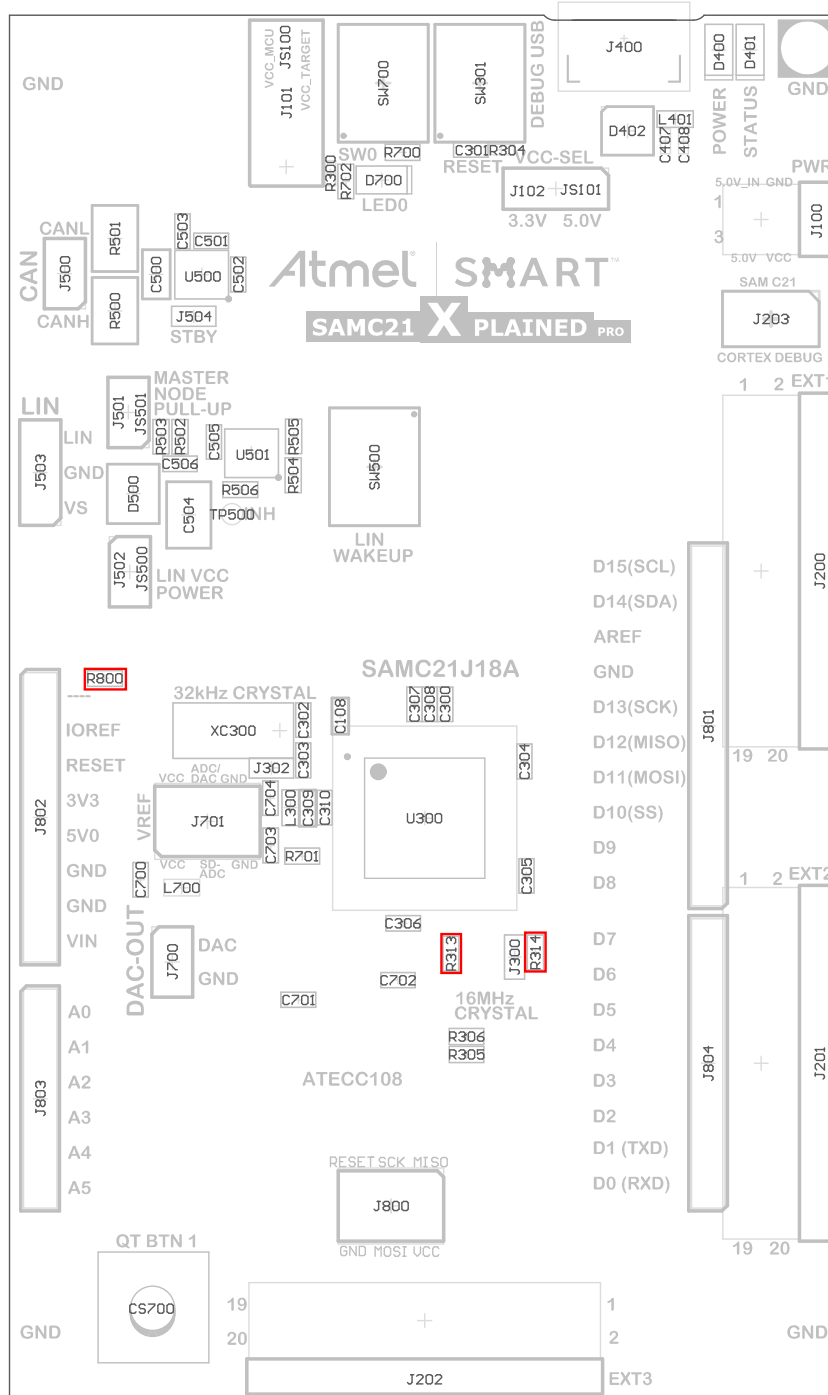 GND
VCC_MCU
J101 JS100
VCC_TARGET
SW700
SW301
DEBUG USB
J400
D400
D401
GND
POWER
STATUS
D402
L401
C407
C408
SW0
R700
C301
R304
RESET
VCC-SEL
R300
R702
D700
LED0
J102
JS101
3.3V 5.0V
PWR
5.0V_IN GND
1
3
J100
5.0V VCC
CAN
CANL
J500
CANH
R501
R500
C500
C503
C501
U500
C502
J504
STBY
Atmel SMART™
SAMC21 X PLAINED PRO
SAM C21
J203
CORTEX DEBUG
1 2 EXT1
LIN
J503
LIN
GND
VS
J501
JS501
MASTER
NODE
PULL-UP
R503
R502
C506
C505
U501
R505
R504
R506
D500
C504
TP500
INH
SW500
LIN
WAKEUP
J502
JS500
LIN VCC
POWER
J200
D15(SCL)
D14(SDA)
AREF
GND
D13(SCK)
D12(MISO)
D11(MOSI)
D10(SS)
D9
D8
J801
19 20
R800
----
IOREF
RESET
3V3
5V0
GND
GND
VIN
J802
32kHz CRYSTAL
XC300
C302
C303
J302
SAMC21J18A
C108
C307
C308
C300
C304
U300
C305
VCC ADC/DAC GND
VREF
J701
VCC SD-ADC GND
C704
C703
L300
C309
C310
R701
C700
L700
DAC-OUT
J700
DAC
GND
C306
R313
J300
R314
C702
C701
16MHz
CRYSTAL
R306
R305
1 2 EXT2
J201
D7
D6
D5
D4
D3
D2
D1 (TXD)
D0 (RXD)
J804
19 20
J803
A0
A1
A2
A3
A4
A5
ATECC108
RESET SCK MISO
J800
GND MOSI VCC
QT BTN 1
CS700
GND
19
20
1
2
J202
EXT3
GND